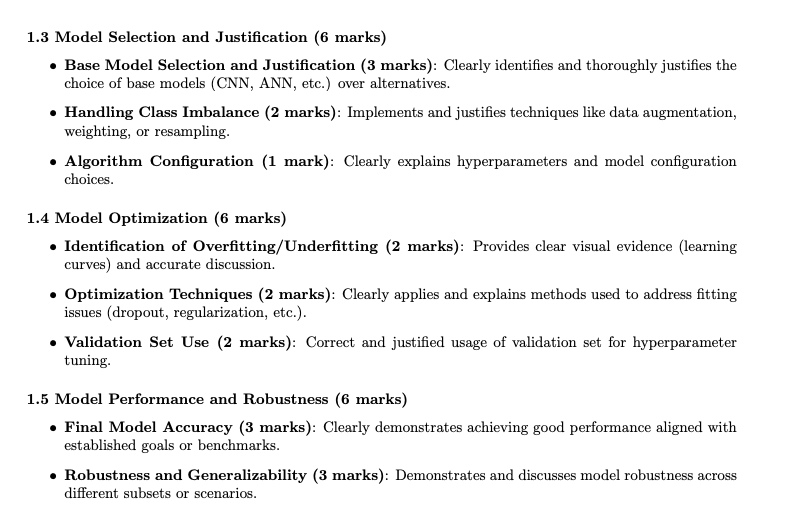 1.3 Model Selection and Justification (6 marks)
• Base Model Selection and Justification (3 marks): Clearly identifies and thoroughly justifies the
choice of base models (CNN, ANN, etc.) over alternatives.
• Handling Class Imbalance (2 marks): Implements and justifies techniques like data augmentation,
weighting, or resampling.
• Algorithm Configuration (1 mark): Clearly explains hyperparameters and model configuration
choices.
1.4 Model Optimization (6 marks)
• Identification of Overfitting/Underfitting (2 marks): Provides clear visual evidence (learning
curves) and accurate discussion.
• Optimization Techniques (2 marks): Clearly applies and explains methods used to address fitting
issues (dropout, regularization, etc.).
• Validation Set Use (2 marks): Correct and justified usage of validation set for hyperparameter
tuning.
1.5 Model Performance and Robustness (6 marks)
• Final Model Accuracy (3 marks): Clearly demonstrates achieving good performance aligned with
established goals or benchmarks.
• Robustness and Generalizability (3 marks): Demonstrates and discusses model robustness across
different subsets or scenarios.